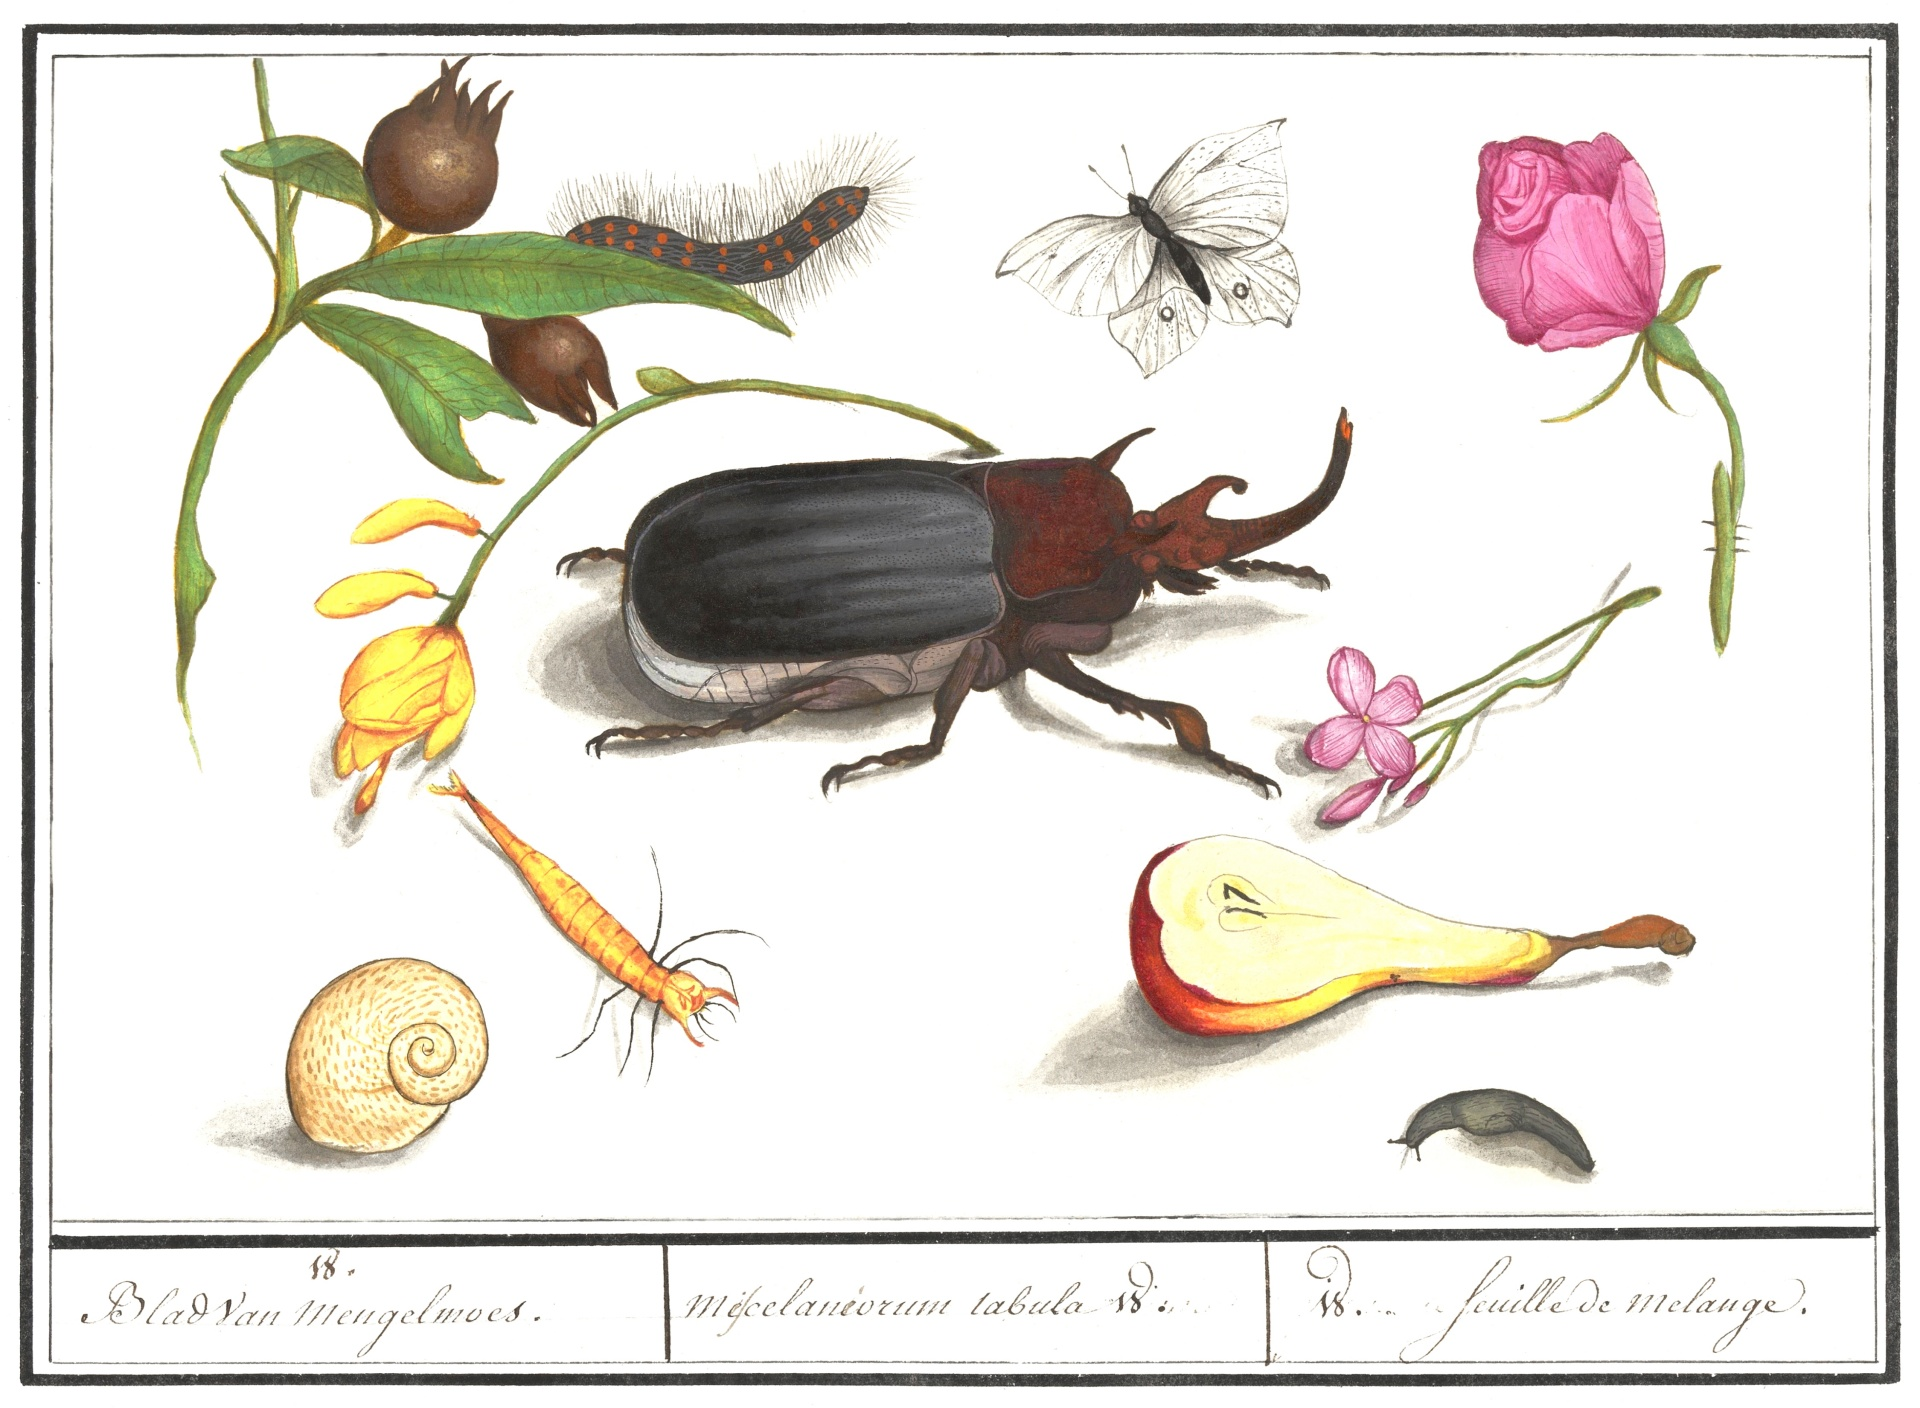 18.
Blad Van Mengelmoes.
Miscelaneorum tabula 18:
18. feuille de melange.